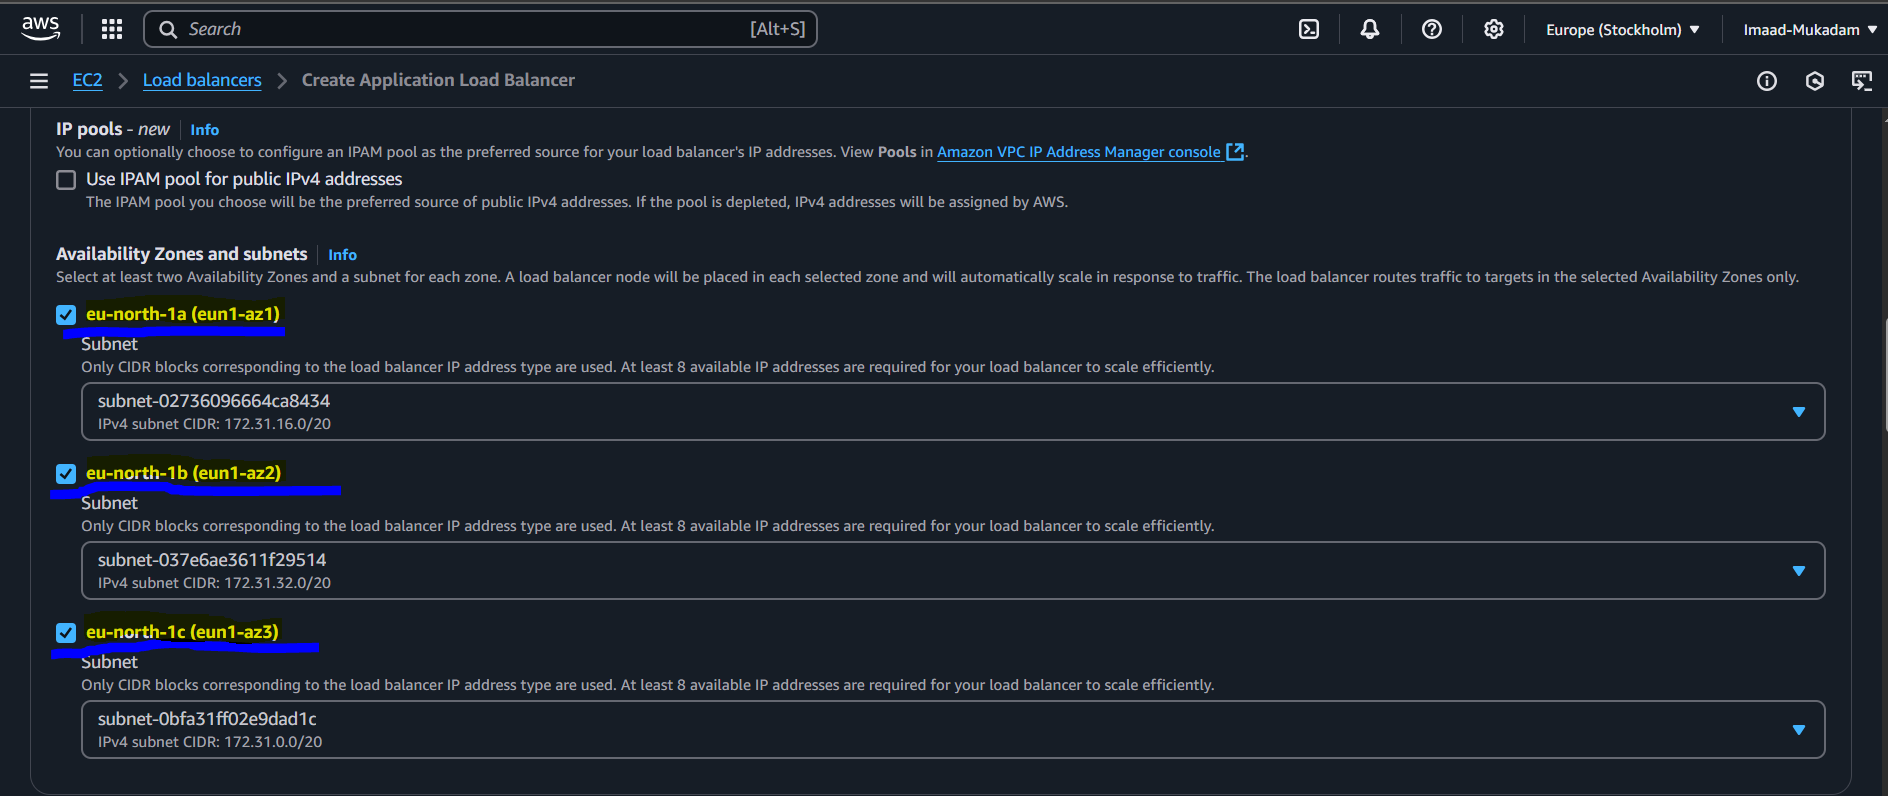 aws
Search [Alt+S]
Europe (Stockholm)
Imaad-Mukadam
EC2 Load balancers Create Application Load Balancer
IP pools - new Info
You can optionally choose to configure an IPAM pool as the preferred source for your load balancer's IP addresses. View Pools in Amazon VPC IP Address Manager console.
Use IPAM pool for public IPv4 addresses
The IPAM pool you choose will be the preferred source of public IPv4 addresses. If the pool is depleted, IPv4 addresses will be assigned by AWS.
Availability Zones and subnets Info
Select at least two Availability Zones and a subnet for each zone. A load balancer node will be placed in each selected zone and will automatically scale in response to traffic. The load balancer routes traffic to targets in the selected Availability Zones only.
eu-north-1a (eun1-az1)
Subnet
Only CIDR blocks corresponding to the load balancer IP address type are used. At least 8 available IP addresses are required for your load balancer to scale efficiently.
subnet-02736096664ca8434
IPv4 subnet CIDR: 172.31.16.0/20
eu-north-1b (eun1-az2)
Subnet
Only CIDR blocks corresponding to the load balancer IP address type are used. At least 8 available IP addresses are required for your load balancer to scale efficiently.
subnet-037e6ae3611f29514
IPv4 subnet CIDR: 172.31.32.0/20
eu-north-1c (eun1-az3)
Subnet
Only CIDR blocks corresponding to the load balancer IP address type are used. At least 8 available IP addresses are required for your load balancer to scale efficiently.
subnet-0bfa31ff02e9dad1c
IPv4 subnet CIDR: 172.31.0.0/20